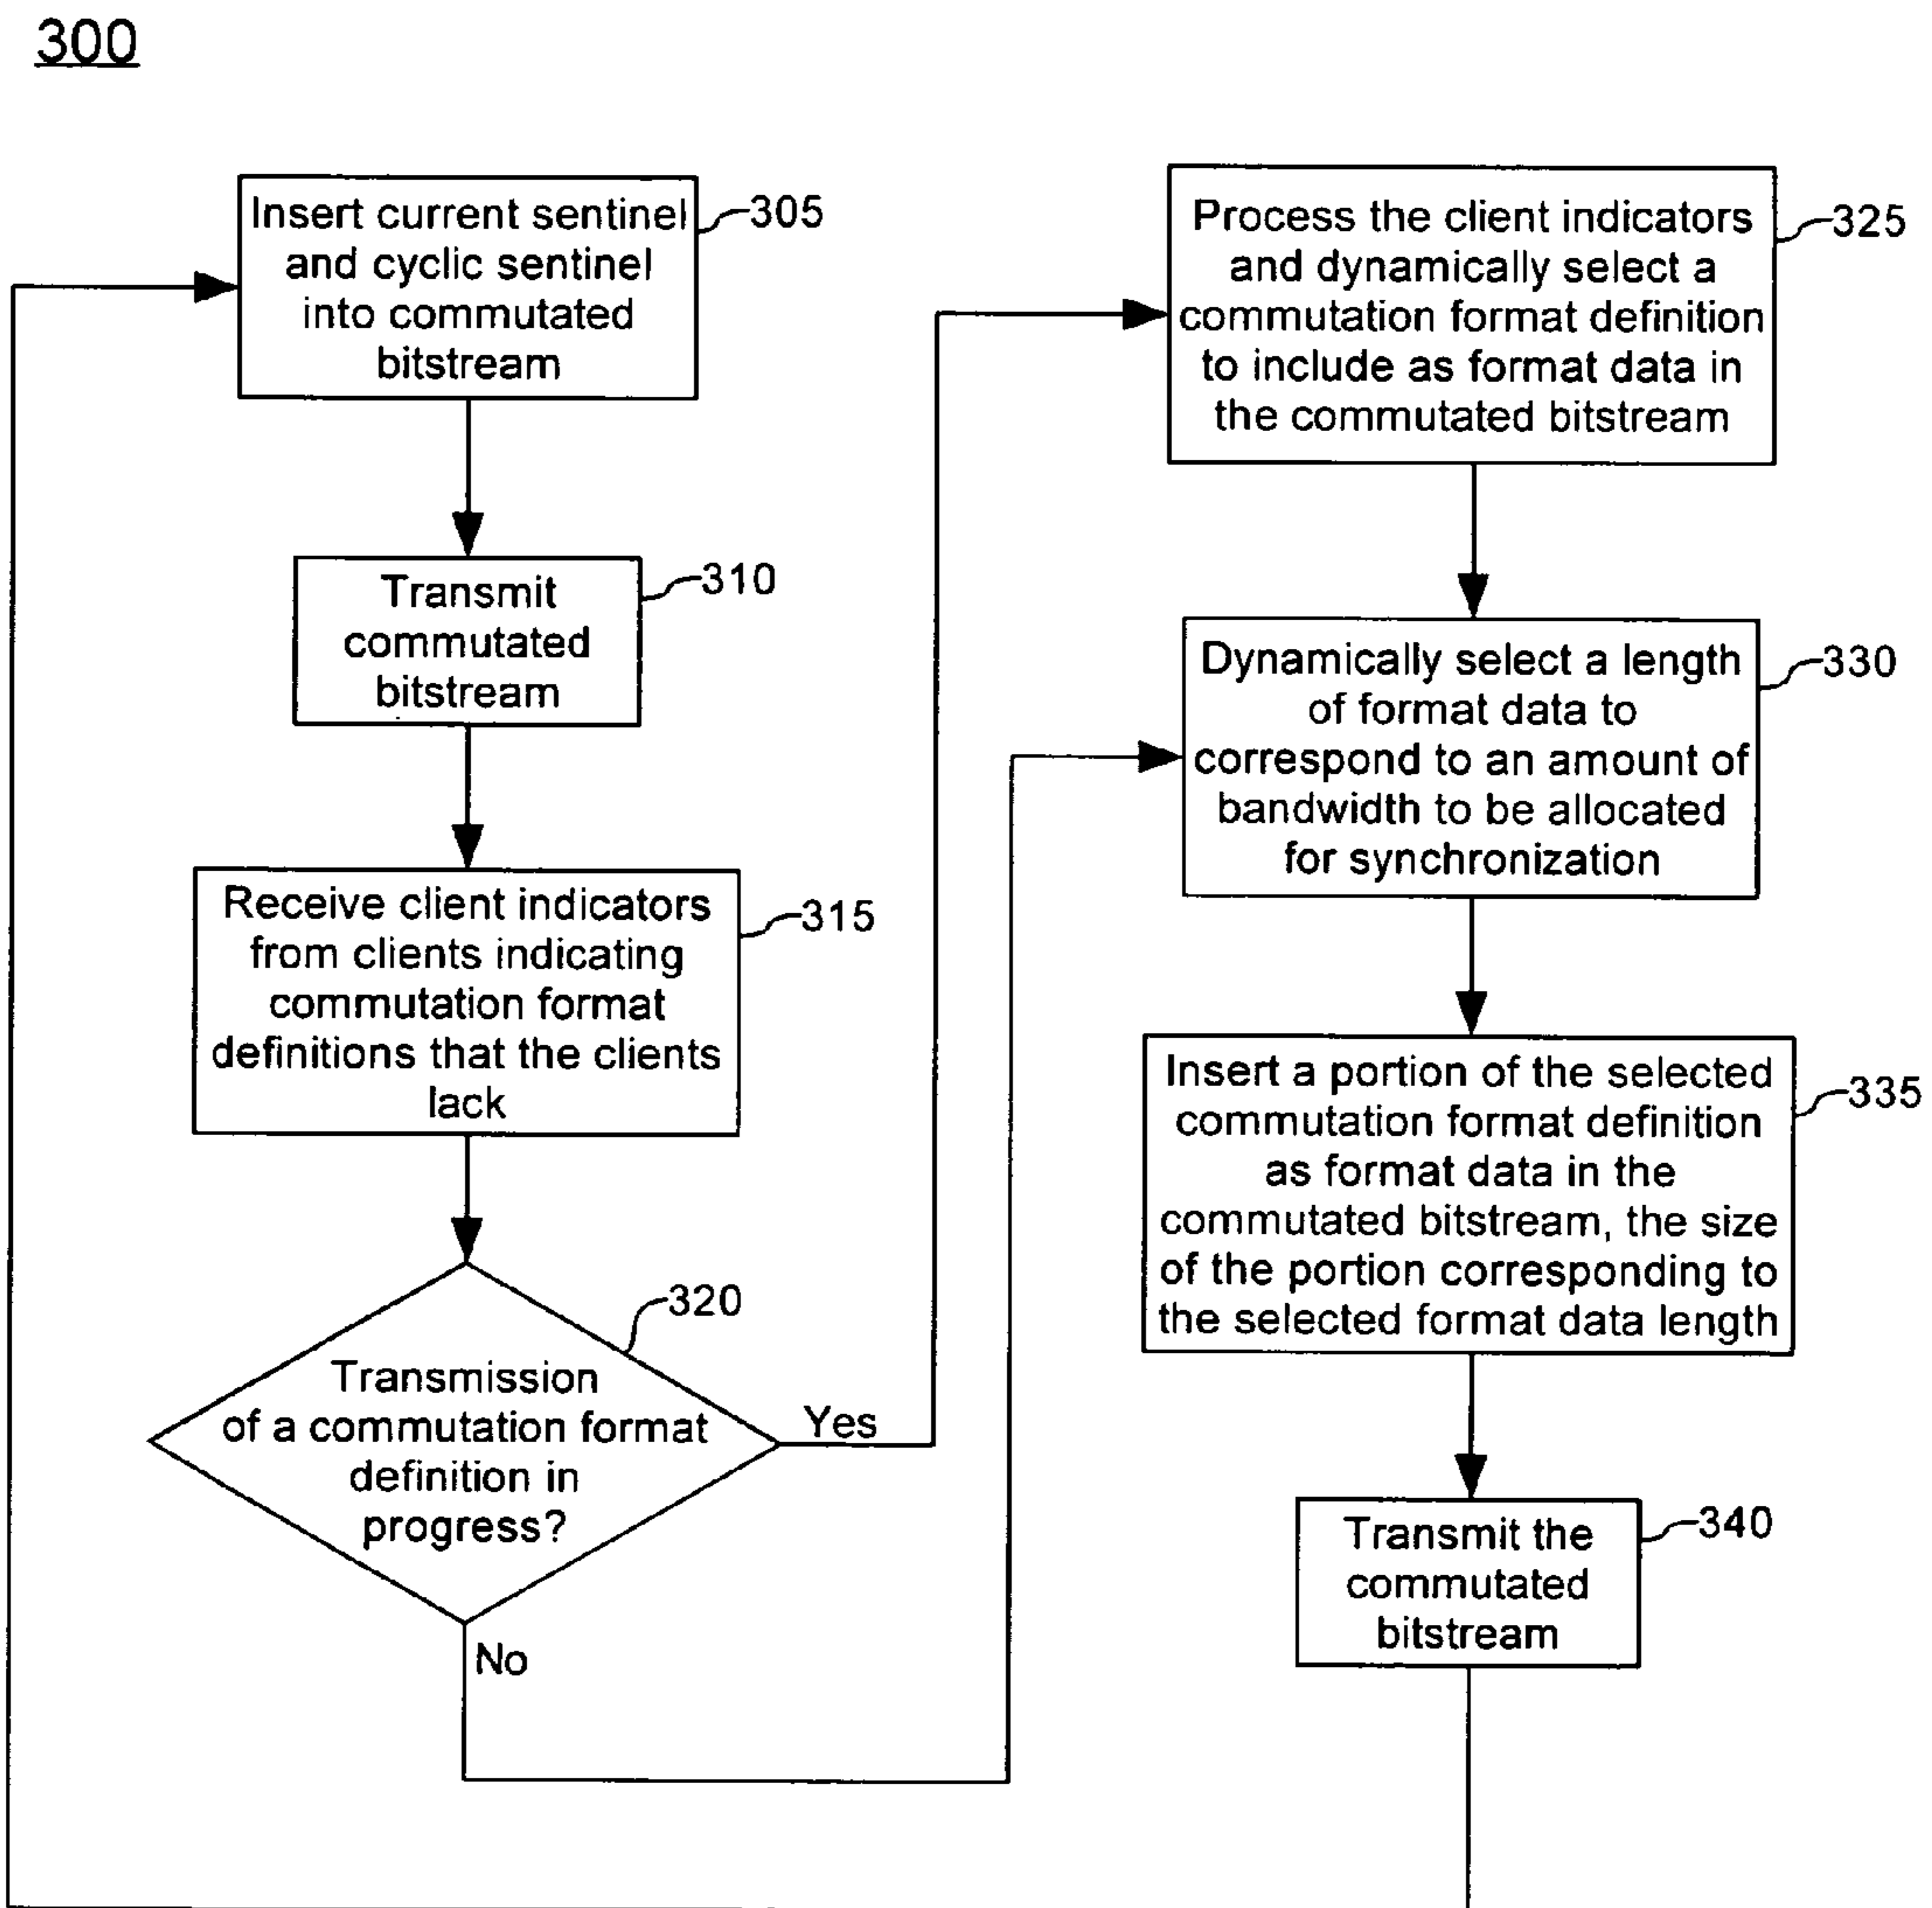 300
Insert current sentinel
and cyclic sentinel
into commutated
bitstream
305
Transmit
commutated
bitstream
310
Receive client indicators
from clients indicating
commutation format
definitions that the clients
lack
315
Transmission
of a commutation format
definition in
progress?
320
Yes
No
Process the client indicators
and dynamically select a
commutation format definition
to include as format data in
the commutated bitstream
325
Dynamically select a length
of format data to
correspond to an amount of
bandwidth to be allocated
for synchronization
330
Insert a portion of the selected
commutation format definition
as format data in the
commutated bitstream, the size
of the portion corresponding to
the selected format data length
335
Transmit the
commutated
bitstream
340